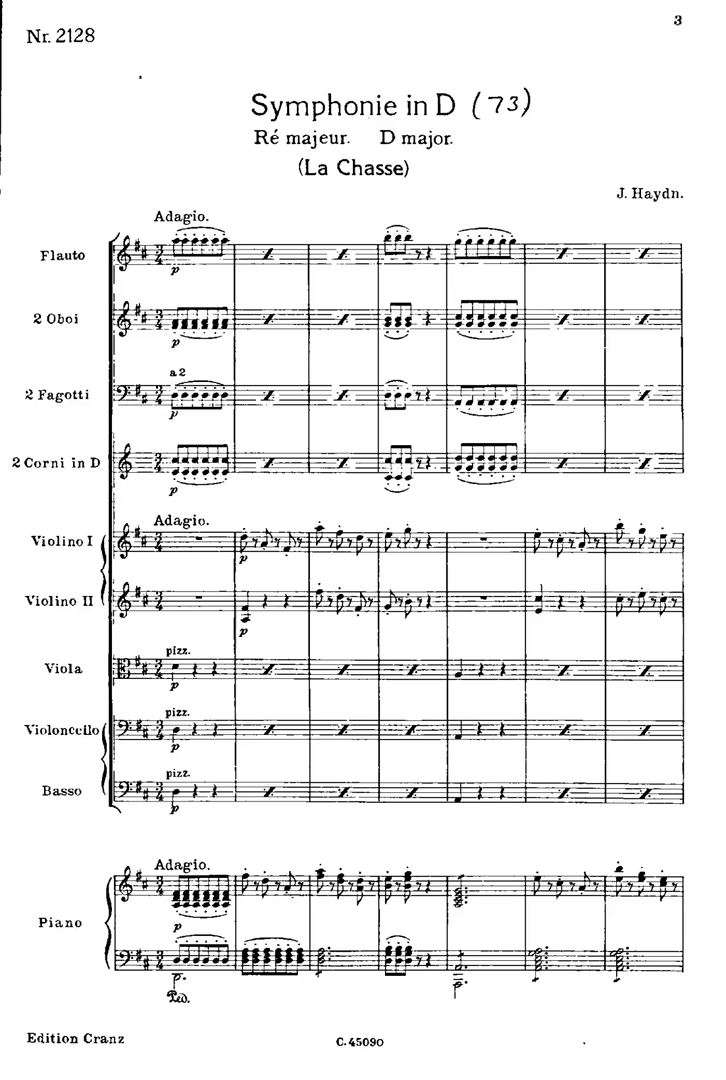 3
Nr. 2128
Symphonie in D (73)
Ré majeur. D major.
(La Chasse)
J. Haydn.
Adagio.
Flauto
p
2 Oboi
p
a 2
2 Fagotti
p
2 Corni in D
p
Adagio.
Violino I
p
Violino II
p
pizz.
Viola
p
pizz.
Violoncello
p
pizz.
Basso
p
Adagio.
Piano
p
Ped.
Edition Cranz
C. 45090